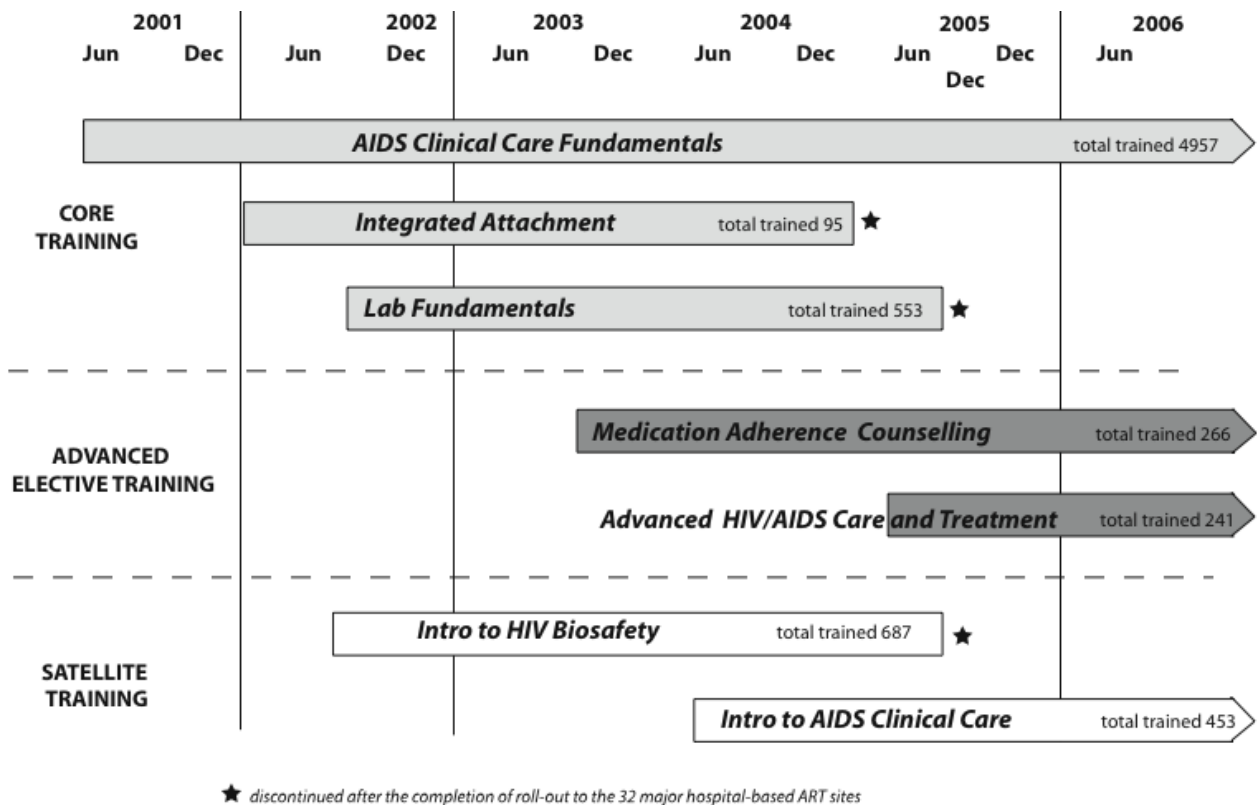 2001 2002 2003 2004 2005 2006
Jun Dec Jun Dec Jun Dec Jun Dec Jun Dec Jun
Dec
AIDS Clinical Care Fundamentals total trained 4957
CORE
TRAINING
Integrated Attachment total trained 95 ★
Lab Fundamentals total trained 553 ★
Medication Adherence Counselling total trained 266
ADVANCED
ELECTIVE TRAINING
Advanced HIV/AIDS Care and Treatment total trained 241
Intro to HIV Biosafety total trained 687 ★
SATELLITE
TRAINING
Intro to AIDS Clinical Care total trained 453
★ discontinued after the completion of roll-out to the 32 major hospital-based ART sites